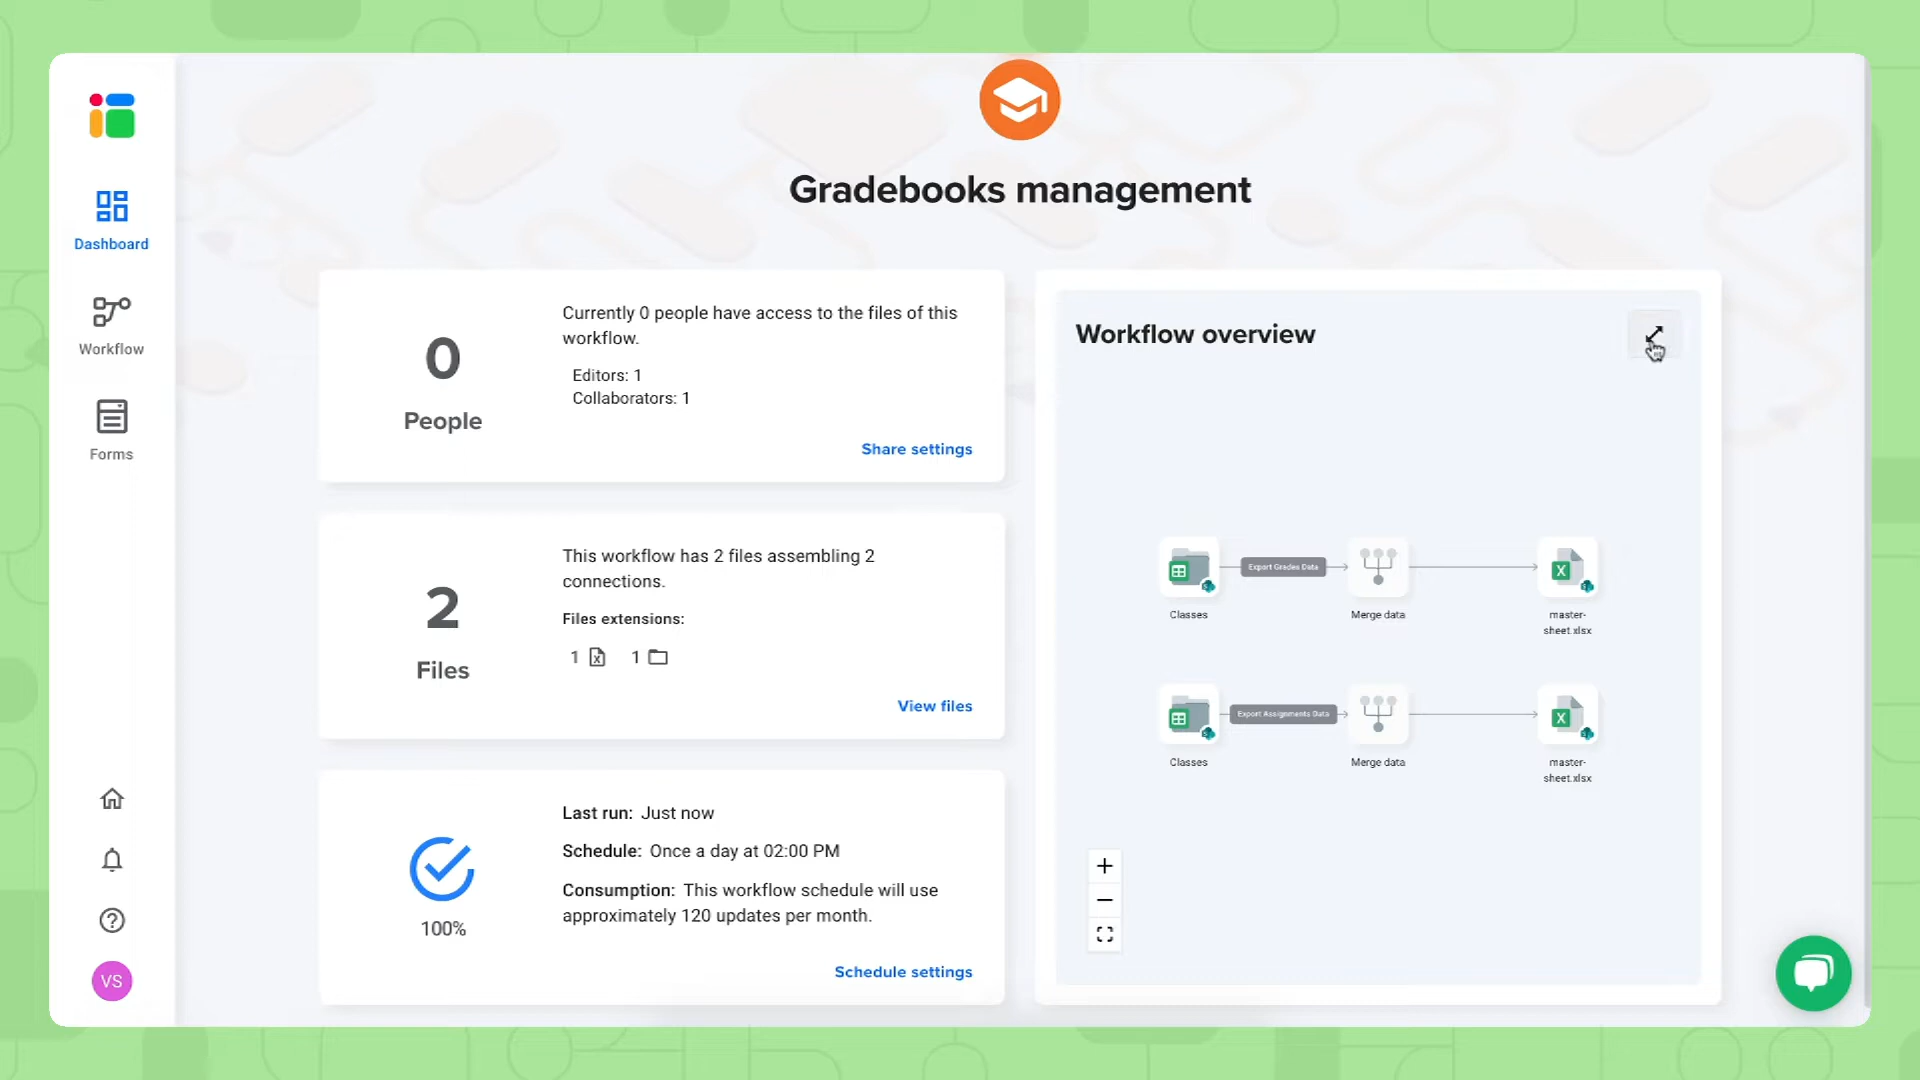 Gradebooks management
Dashboard
Workflow
Forms
VS
0
People
Currently 0 people have access to the files of this
workflow.
Editors: 1
Collaborators: 1
Share settings
2
Files
This workflow has 2 files assembling 2
connections.
Files extensions:
1
1
View files
100%
Last run: Just now
Schedule: Once a day at 02:00 PM
Consumption: This workflow schedule will use
approximately 120 updates per month.
Schedule settings
Workflow overview
Export Grades Data
Classes
Merge data
X
master-
sheet.xlsx
Export Assignments Data
Classes
Merge data
X
master-
sheet.xlsx